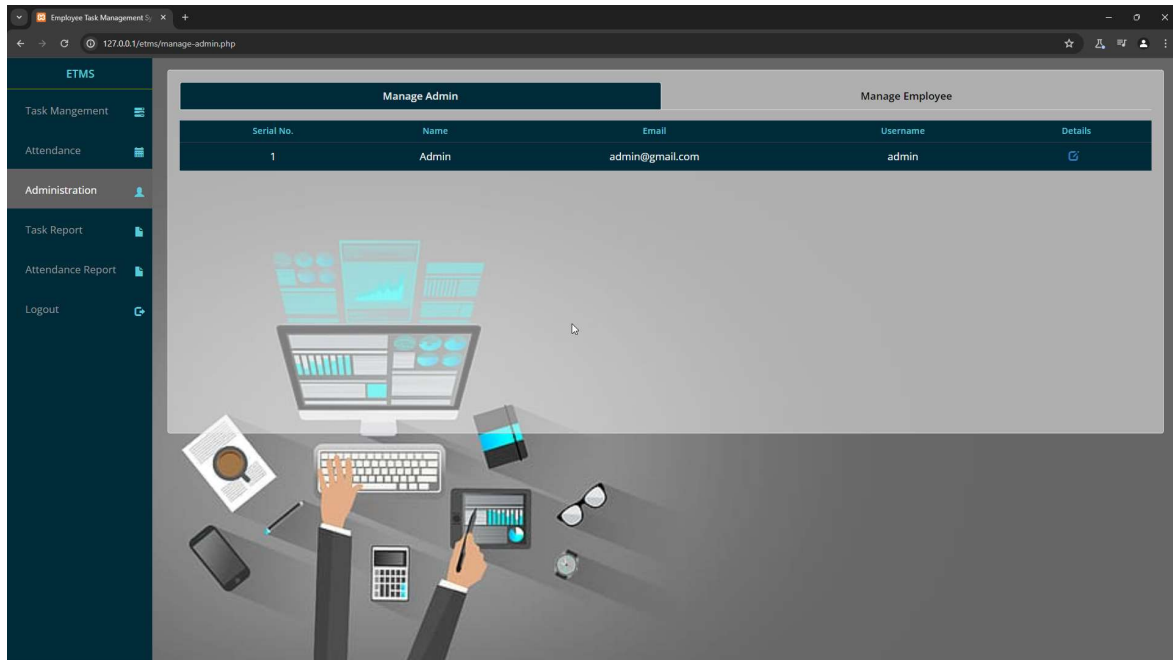 Employee Task Management Sy
127.0.0.1/etms/manage-admin.php
ETMS
Task Mangement
Attendance
Administration
Task Report
Attendance Report
Logout
Manage Admin Manage Employee
Serial No. Name Email Username Details
1 Admin admin@gmail.com admin